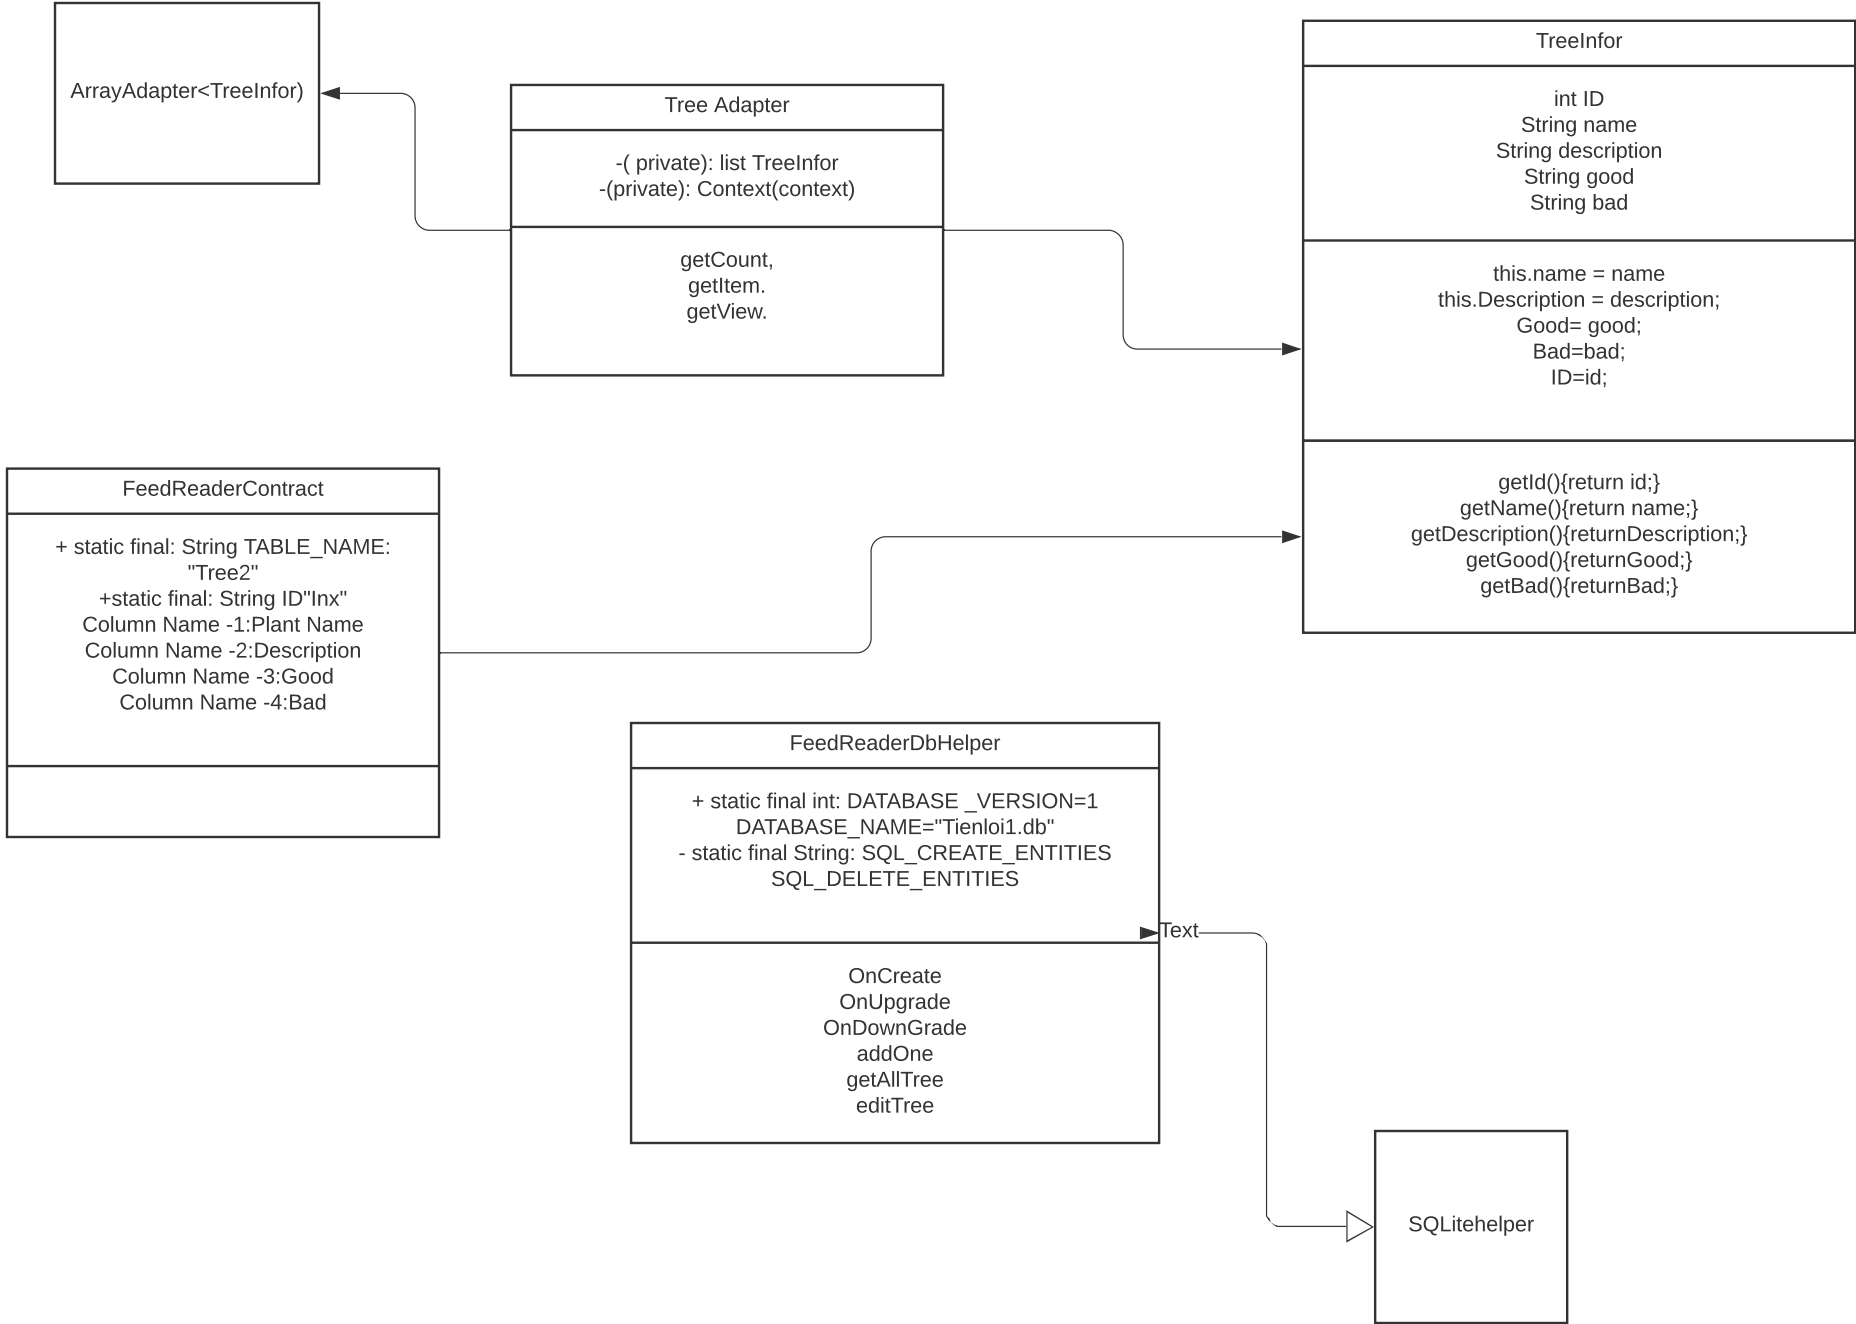 ArrayAdapter<TreeInfor)
Tree Adapter
-( private): list TreeInfor
-(private): Context(context)
getCount,
getItem.
getView.
TreeInfor
int ID
String name
String description
String good
String bad
this.name = name
this.Description = description;
Good= good;
Bad=bad;
ID=id;
getId(){return id;}
getName(){return name;}
getDescription(){returnDescription;}
getGood(){returnGood;}
getBad(){returnBad;}
FeedReaderContract
+ static final: String TABLE_NAME:
"Tree2"
+static final: String ID"Inx"
Column Name -1:Plant Name
Column Name -2:Description
Column Name -3:Good
Column Name -4:Bad
FeedReaderDbHelper
+ static final int: DATABASE _VERSION=1
DATABASE_NAME="Tienloi1.db"
- static final String: SQL_CREATE_ENTITIES
SQL_DELETE_ENTITIES
Text
OnCreate
OnUpgrade
OnDownGrade
addOne
getAllTree
editTree
SQLitehelper